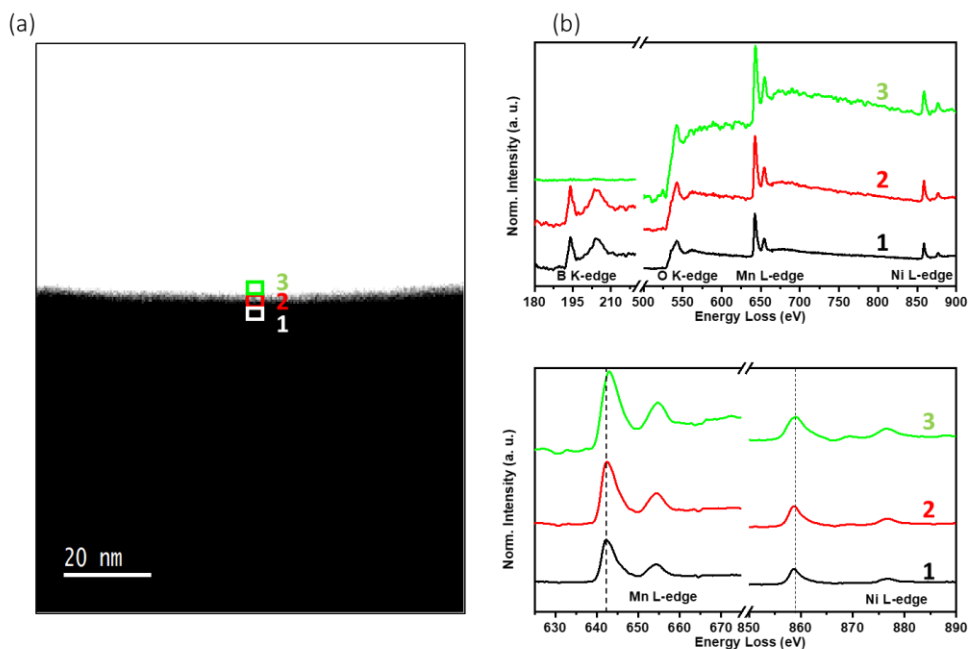 (a)
3
2
1
20 nm
(b)
Norm. Intensity (a. u.)
3
2
1
B K-edge O K-edge Mn L-edge Ni L-edge
180 195 210 500 550 600 650 700 750 800 850 900
Energy Loss (eV)
Norm. Intensity (a. u.)
3
2
1
Mn L-edge Ni L-edge
630 640 650 660 670 850 860 870 880 890
Energy Loss (eV)